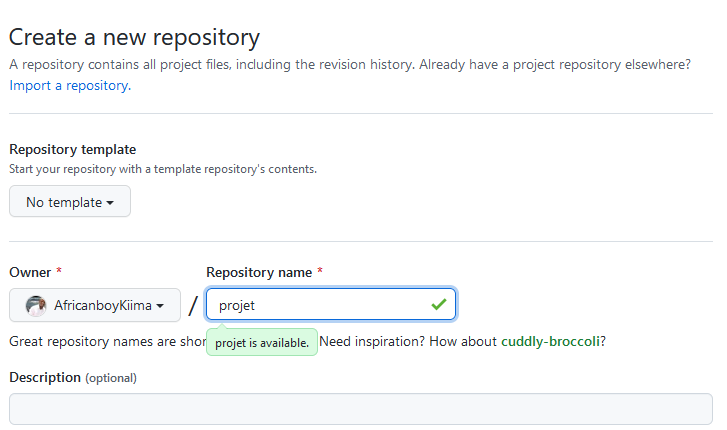 Create a new repository
A repository contains all project files, including the revision history. Already have a project repository elsewhere?
Import a repository.
Repository template
Start your repository with a template repository's contents.
No template
Owner *
Repository name *
AfricanboyKiima
/
projet
Great repository names are shor
projet is available.
Need inspiration? How about cuddly-broccoli?
Description (optional)